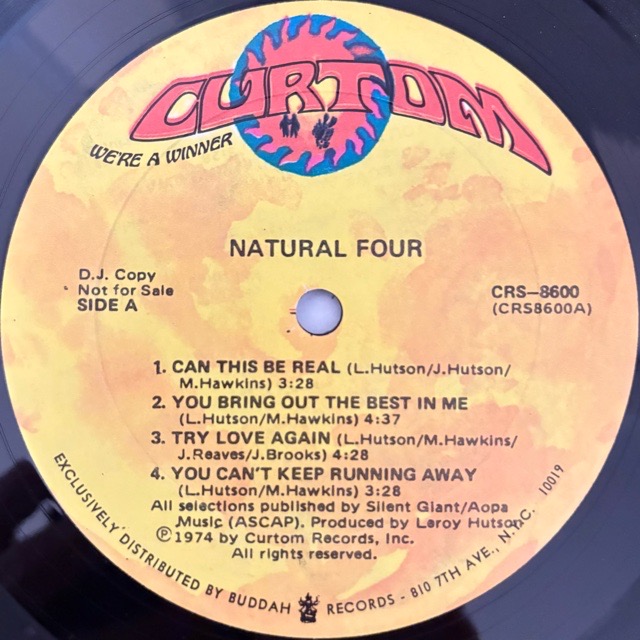 CURTOM
WE'RE A WINNER
NATURAL FOUR
D.J. Copy
Not for Sale
SIDE A
CRS-8600
(CRS8600A)
1. CAN THIS BE REAL (L.Hutson/J.Hutson/
M.Hawkins) 3:28
2. YOU BRING OUT THE BEST IN ME
(L.Hutson/M.Hawkins) 4:37
3. TRY LOVE AGAIN (L.Hutson/M.Hawkins/
J.Reaves/J.Brooks) 4:28
4. YOU CAN'T KEEP RUNNING AWAY
(L.Hutson/M.Hawkins) 3:28
All selections published by Silent Giant/Aopa
Music (ASCAP). Produced by Leroy Hutson
℗1974 by Curtom Records, Inc.
All rights reserved.
EXCLUSIVELY DISTRIBUTED BY BUDDAH RECORDS - 810 7TH AVE., N.Y.C. 10019